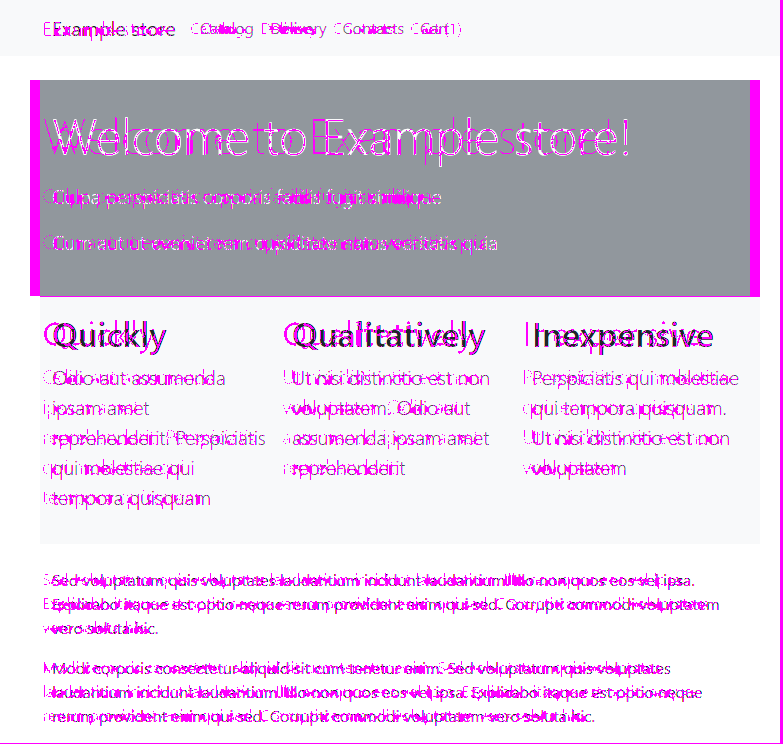 Example store Catalog Delivery Contacts Cart (1)
Welcome to Example store!
Culpa perspiciatis corporis facilis fugit similique
Cum aut ut eveniet rem cupiditate natus veritatis quia
Quickly
Odio aut assumenda
ipsam amet
reprehenderit. Perspiciatis
qui molestiae qui
tempora quisquam
Qualitatively
Ut nisi distinctio est non
voluptatem. Odio aut
assumenda ipsam amet
reprehenderit
Inexpensive
Perspiciatis qui molestiae
qui tempora quisquam.
Ut nisi distinctio est non
voluptatem
Sed voluptatum quis voluptates laudantium incidunt laudantium. Illo non quos eos vel ipsa.
Explicabo itaque est optio neque rerum provident enim qui sed. Corrupti commodi voluptatem
vero soluta hic.
Modi corporis consectetur aliquid sit cum tenetur enim. Sed voluptatum quis voluptates
laudantium incidunt laudantium. Illo non quos eos vel ipsa. Explicabo itaque est optio neque
rerum provident enim qui sed. Corrupti commodi voluptatem vero soluta hic.